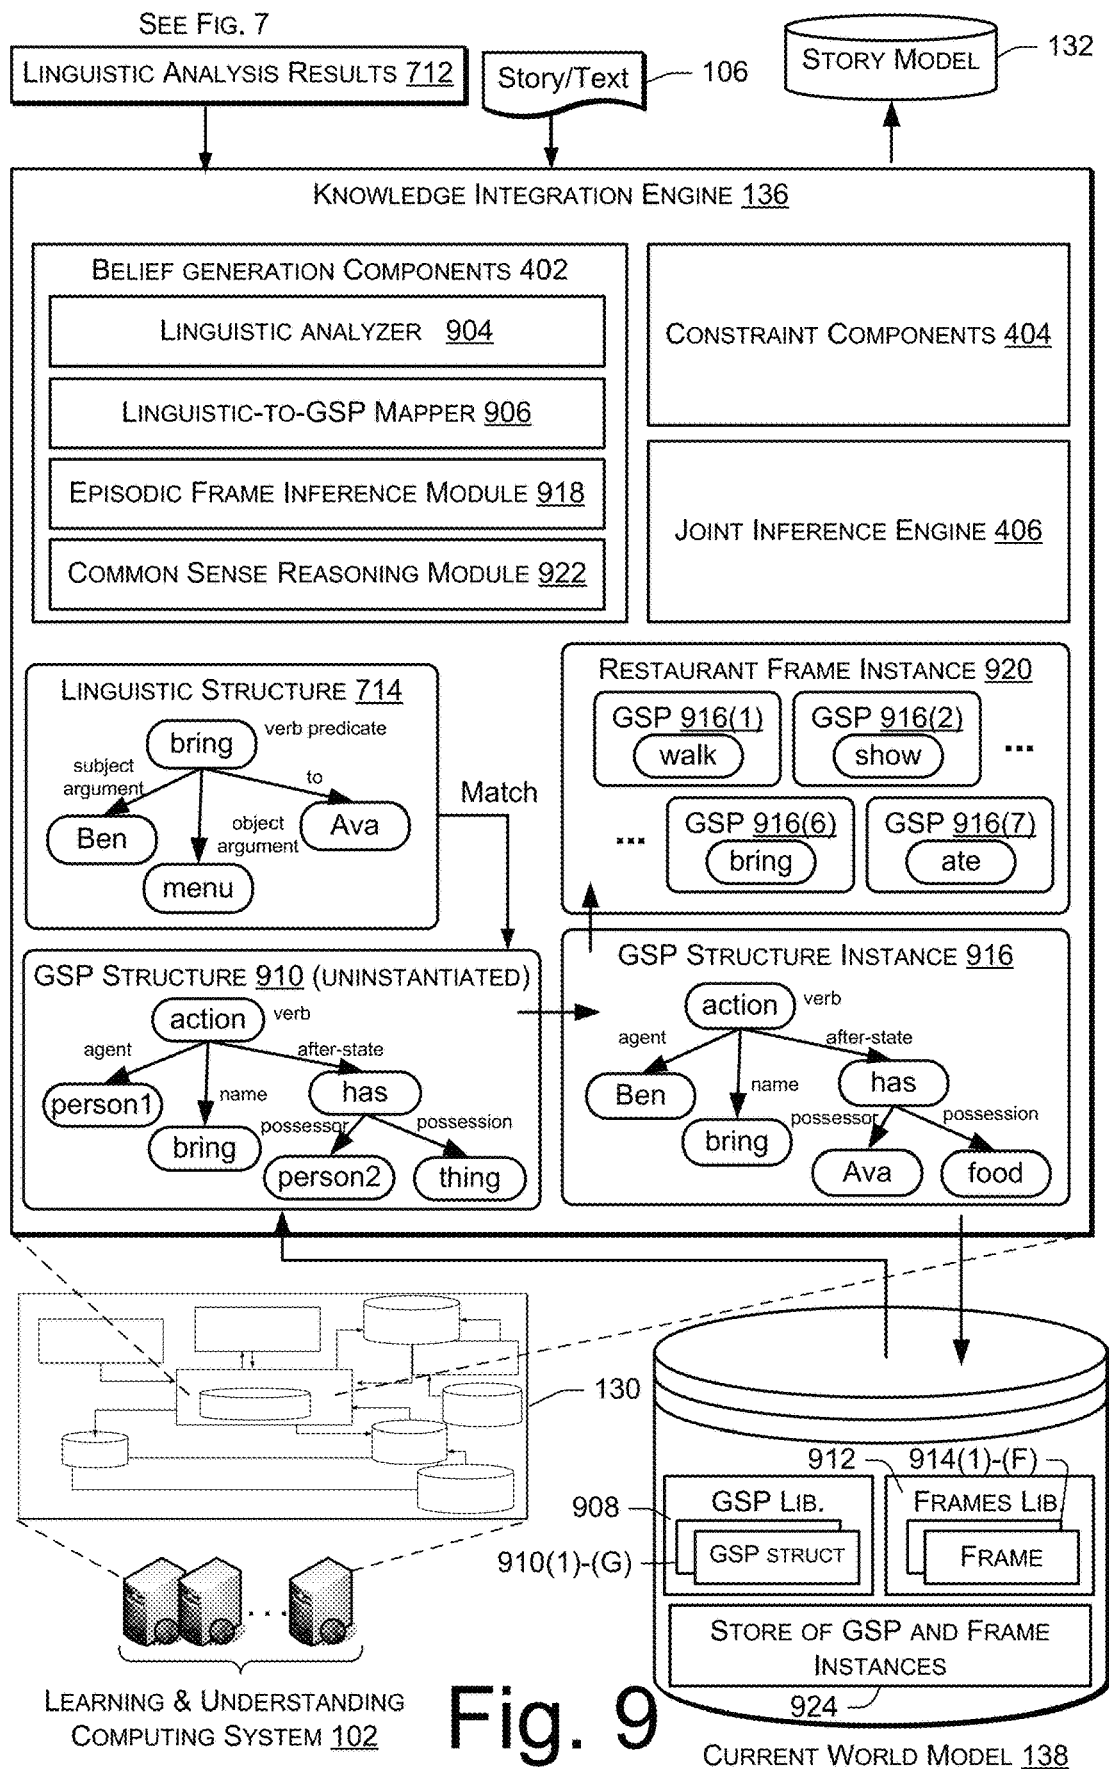 SEE FIG. 7
LINGUISTIC ANALYSIS RESULTS 712
Story/Text
106
STORY MODEL
132
KNOWLEDGE INTEGRATION ENGINE 136
BELIEF GENERATION COMPONENTS 402
LINGUISTIC ANALYZER 904
LINGUISTIC-TO-GSP MAPPER 906
EPISODIC FRAME INFERENCE MODULE 918
COMMON SENSE REASONING MODULE 922
CONSTRAINT COMPONENTS 404
JOINT INFERENCE ENGINE 406
LINGUISTIC STRUCTURE 714
bring
verb predicate
subject
argument
to
Ben
object
argument
Ava
menu
Match
RESTAURANT FRAME INSTANCE 920
GSP 916(1)
walk
GSP 916(2)
show
...
...
GSP 916(6)
bring
GSP 916(7)
ate
GSP STRUCTURE 910 (UNINSTANTIATED)
action
verb
agent
after-state
person1
name
has
bring
possessor
possession
person2
thing
GSP STRUCTURE INSTANCE 916
action
verb
agent
after-state
Ben
name
has
bring
possessor
possession
Ava
food
130
908
910(1)-(G)
GSP LIB.
GSP STRUCT
912
914(1)-(F)
FRAMES LIB.
FRAME
STORE OF GSP AND FRAME
INSTANCES
924
...
LEARNING & UNDERSTANDING
COMPUTING SYSTEM 102
Fig. 9
CURRENT WORLD MODEL 138